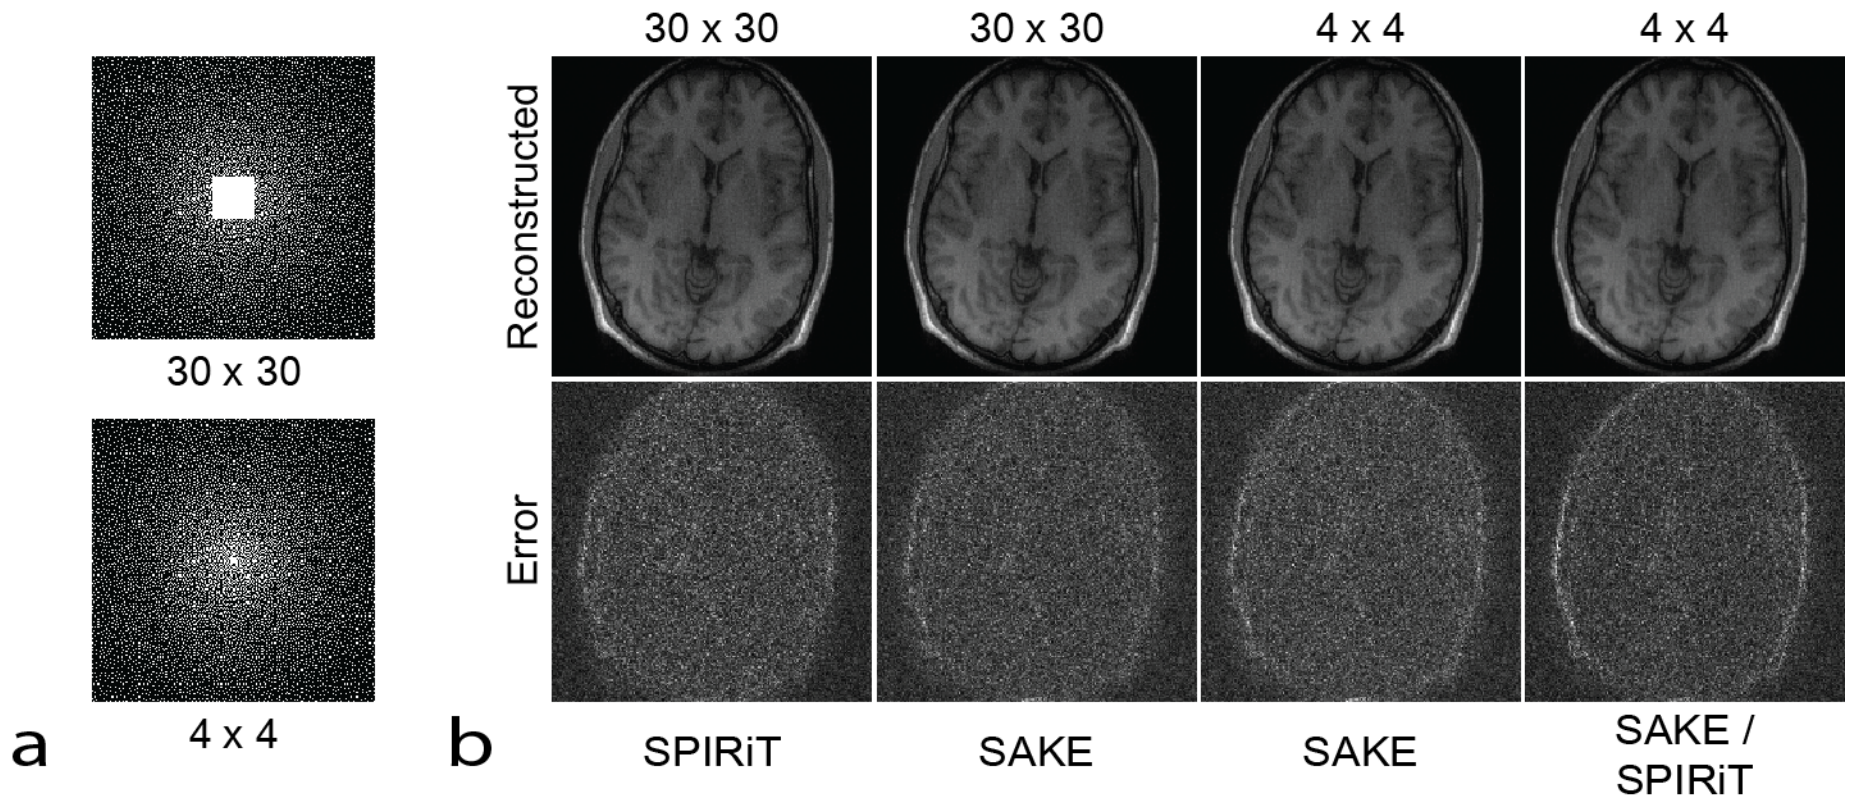 30 x 30
4 x 4
a
30 x 30
30 x 30
4 x 4
4 x 4
Reconstructed
Error
SPIRiT
SAKE
SAKE
SAKE /
SPIRiT
b